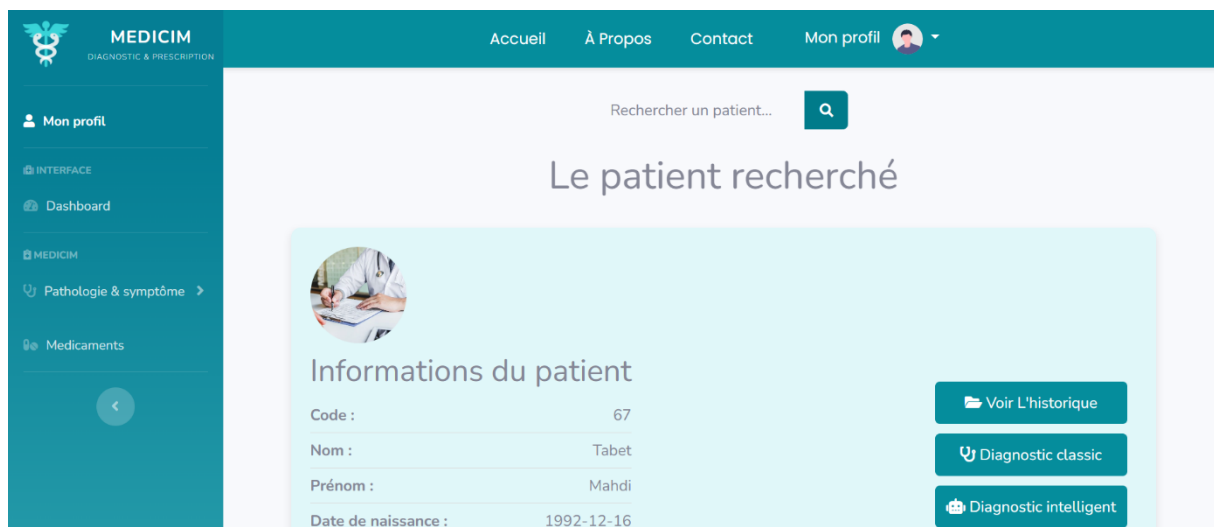 MEDICIM
DIAGNOSTIC & PRESCRIPTION
Accueil À Propos Contact Mon profil
Mon profil
INTERFACE
Dashboard
MEDICIM
Pathologie & symptôme
Medicaments
Rechercher un patient...
Le patient recherché
Informations du patient
Code : 67
Nom : Tabet
Prénom : Mahdi
Date de naissance : 1992-12-16
Voir L'historique
Diagnostic classic
Diagnostic intelligent